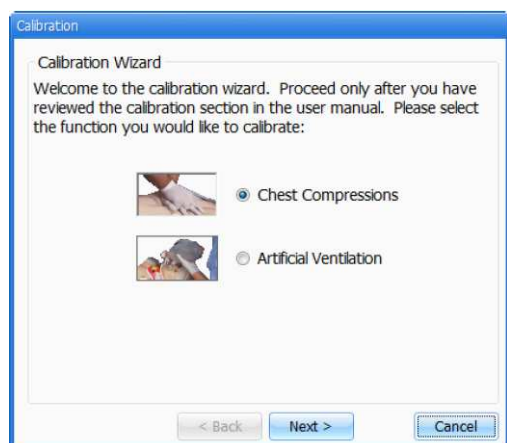 Calibration
Calibration Wizard
Welcome to the calibration wizard. Proceed only after you have
reviewed the calibration section in the user manual. Please select
the function you would like to calibrate:
Chest Compressions
Artificial Ventilation
< Back Next > Cancel